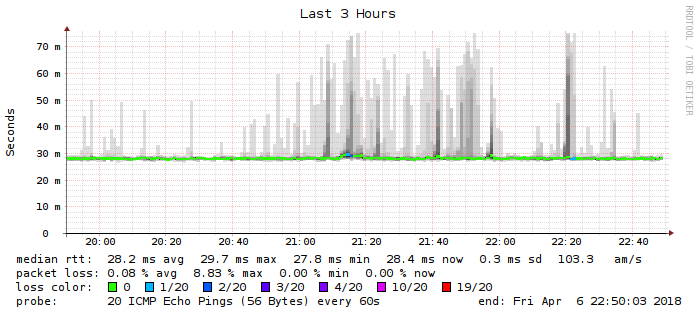 Last 3 Hours
RRDTOOL / TOBI OETIKER
Seconds
70 m
60 m
50 m
40 m
30 m
20 m
10 m
0
20:00 20:20 20:40 21:00 21:20 21:40 22:00 22:20 22:40
median rtt: 28.2 ms avg 29.7 ms max 27.8 ms min 28.4 ms now 0.3 ms sd 103.3 am/s
packet loss: 0.08 % avg 8.83 % max 0.00 % min 0.00 % now
loss color: 0 1/20 2/20 3/20 4/20 10/20 19/20
probe: 20 ICMP Echo Pings (56 Bytes) every 60s end: Fri Apr 6 22:50:03 2018